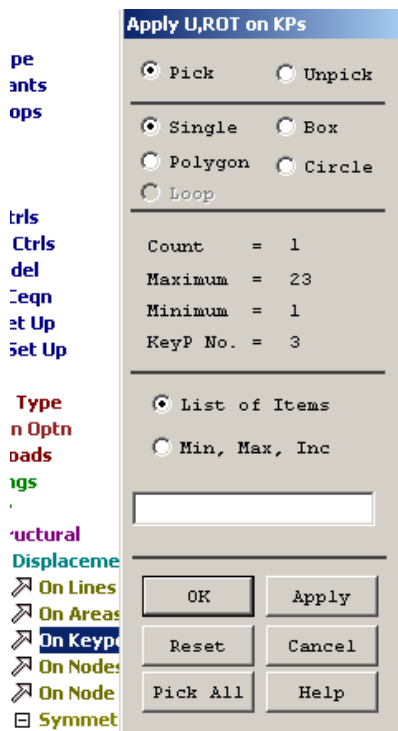 Apply U,ROT on KPs
Pick Unpick
Single Box
Polygon Circle
Loop
Count = 1
Maximum = 23
Minimum = 1
KeyP No. = 3
List of Items
Min, Max, Inc
OK Apply
Reset Cancel
Pick All Help
pe
ants
ops
trls
Ctrls
del
Ceqn
et Up
Set Up
Type
n Optn
oads
ngs
ructural
Displaceme
On Lines
On Areas
On Keypo
On Nodes
On Node
Symmet